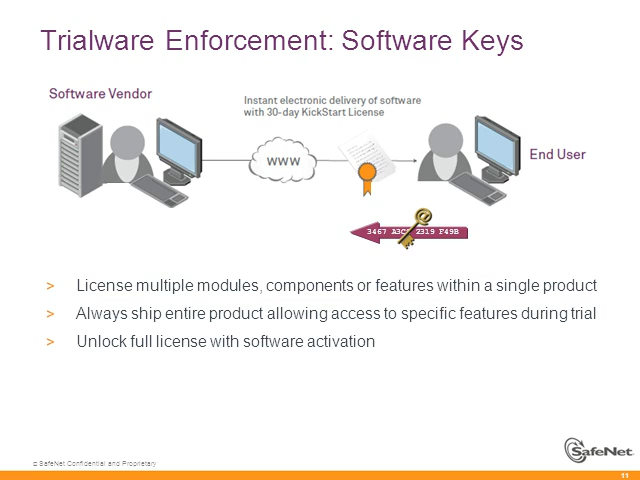 Trialware Enforcement: Software Keys
Software Vendor
Instant electronic delivery of software
with 30-day KickStart License
www
End User
3467 2319 F49B
> License multiple modules, components or features within a single product
> Always ship entire product allowing access to specific features during trial
> Unlock full license with software activation
SafeNet Confidential and Proprietary
SafeNet
11